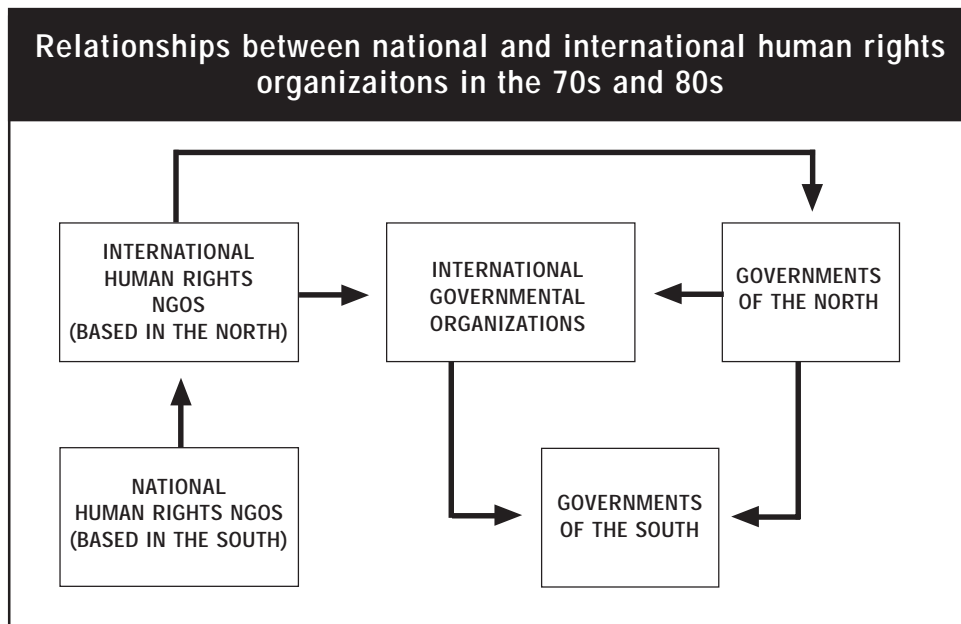 Relationships between national and international human rights
organizaitons in the 70s and 80s
INTERNATIONAL
HUMAN RIGHTS
NGOS
(BASED IN THE NORTH)
INTERNATIONAL
GOVERNMENTAL
ORGANIZATIONS
GOVERNMENTS
OF THE NORTH
NATIONAL
HUMAN RIGHTS NGOS
(BASED IN THE SOUTH)
GOVERNMENTS
OF THE SOUTH